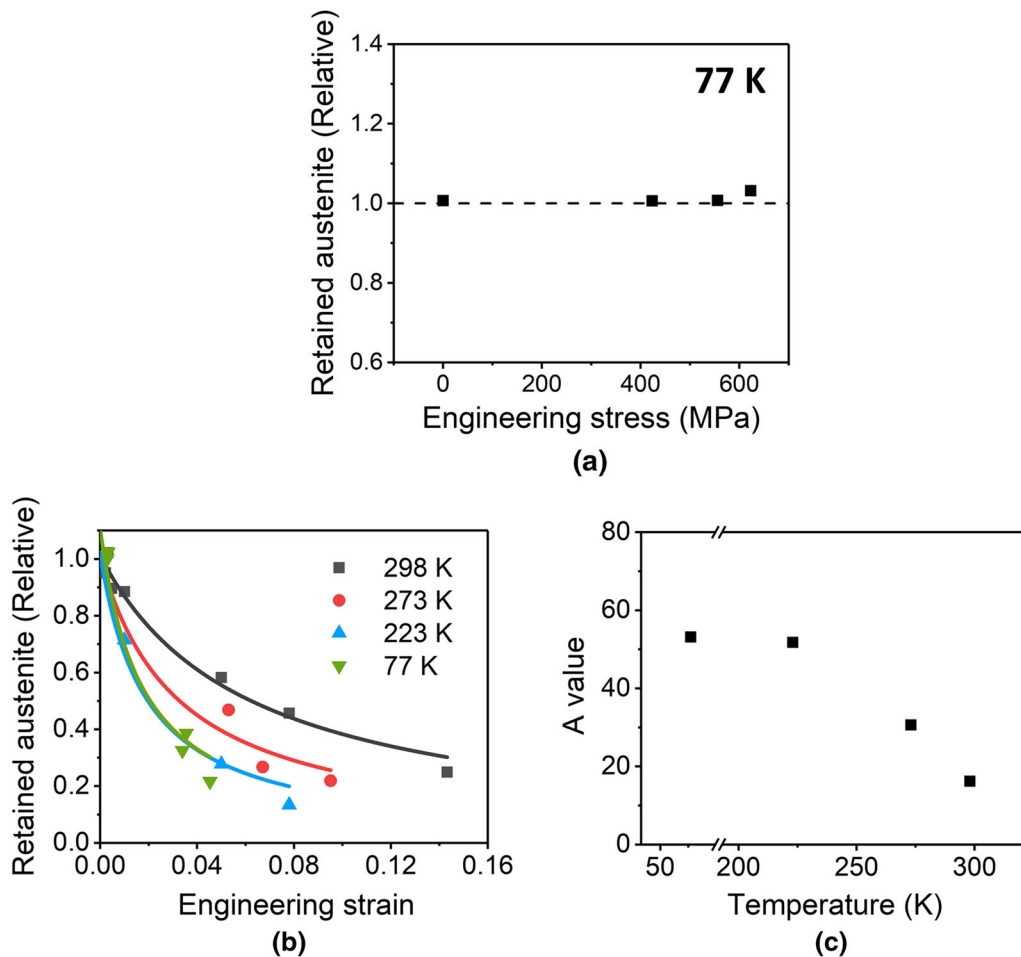 1.4
1.2
1.0
0.8
0.6
Retained austenite (Relative)
77 K
0 200 400 600
Engineering stress (MPa)
(a)
1.0
0.8
0.6
0.4
0.2
0.0
Retained austenite (Relative)
298 K
273 K
223 K
77 K
0.00 0.04 0.08 0.12 0.16
Engineering strain
(b)
80
60
40
20
0
A value
50 200 250 300
Temperature (K)
(c)